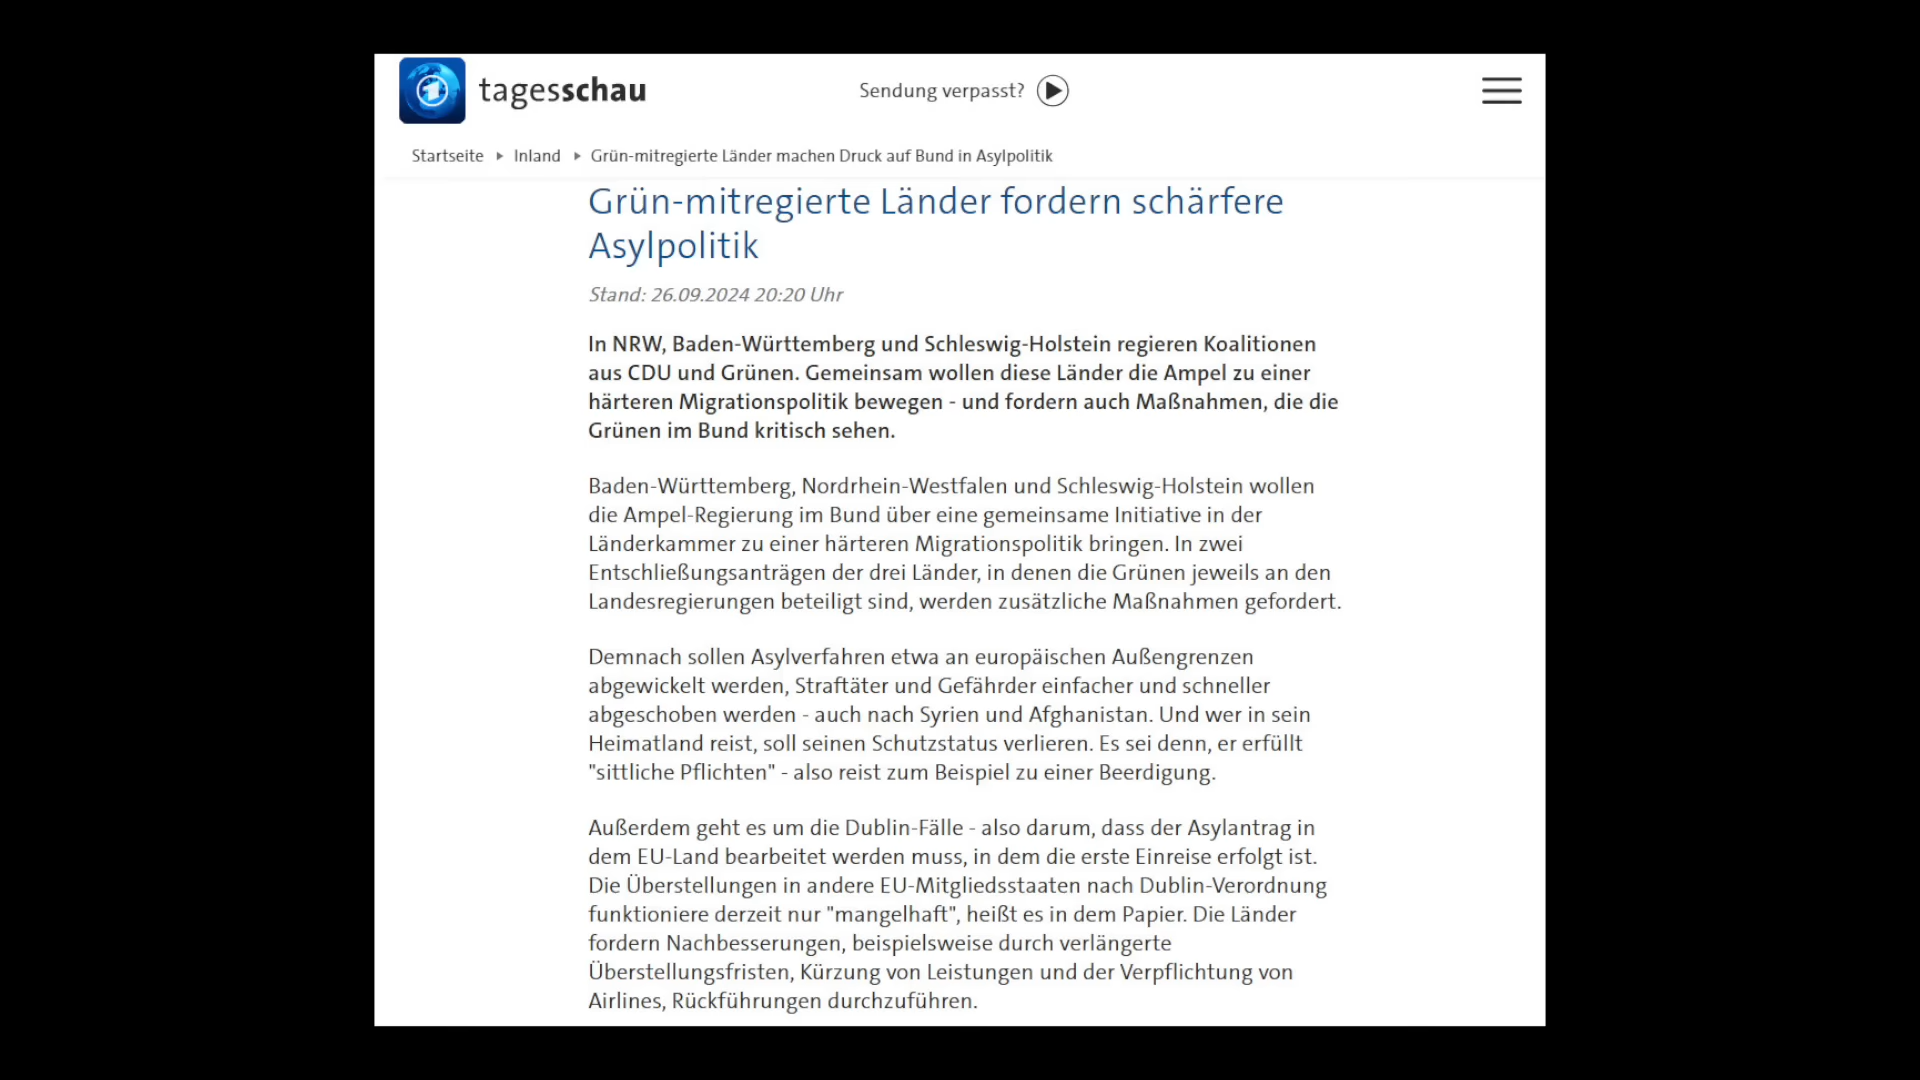 tagesschau
Sendung verpasst?
Startseite Inland Grün-mitregierte Länder machen Druck auf Bund in Asylpolitik
Grün-mitregierte Länder fordern schärfere
Asylpolitik
Stand: 26.09.2024 20:20 Uhr
In NRW, Baden-Württemberg und Schleswig-Holstein regieren Koalitionen
aus CDU und Grünen. Gemeinsam wollen diese Länder die Ampel zu einer
härteren Migrationspolitik bewegen - und fordern auch Maßnahmen, die die
Grünen im Bund kritisch sehen.
Baden-Württemberg, Nordrhein-Westfalen und Schleswig-Holstein wollen
die Ampel-Regierung im Bund über eine gemeinsame Initiative in der
Länderkammer zu einer härteren Migrationspolitik bringen. In zwei
Entschließungsanträgen der drei Länder, in denen die Grünen jeweils an den
Landesregierungen beteiligt sind, werden zusätzliche Maßnahmen gefordert.
Demnach sollen Asylverfahren etwa an europäischen Außengrenzen
abgewickelt werden, Straftäter und Gefährder einfacher und schneller
abgeschoben werden - auch nach Syrien und Afghanistan. Und wer in sein
Heimatland reist, soll seinen Schutzstatus verlieren. Es sei denn, er erfüllt
"sittliche Pflichten" - also reist zum Beispiel zu einer Beerdigung.
Außerdem geht es um die Dublin-Fälle - also darum, dass der Asylantrag in
dem EU-Land bearbeitet werden muss, in dem die erste Einreise erfolgt ist.
Die Überstellungen in andere EU-Mitgliedsstaaten nach Dublin-Verordnung
funktioniere derzeit nur "mangelhaft", heißt es in dem Papier. Die Länder
fordern Nachbesserungen, beispielsweise durch verlängerte
Überstellungsfristen, Kürzung von Leistungen und der Verpflichtung von
Airlines, Rückführungen durchzuführen.